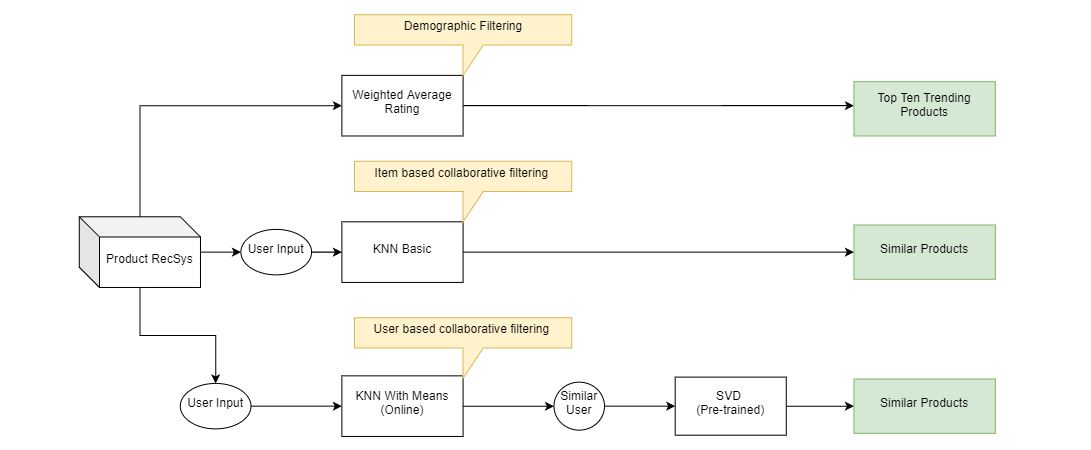 Demographic Filtering
Weighted Average
Rating
Top Ten Trending
Products
Item based collaborative filtering
Product RecSys
User Input
KNN Basic
Similar Products
User based collaborative filtering
User Input
KNN With Means
(Online)
Similar
User
SVD
(Pre-trained)
Similar Products